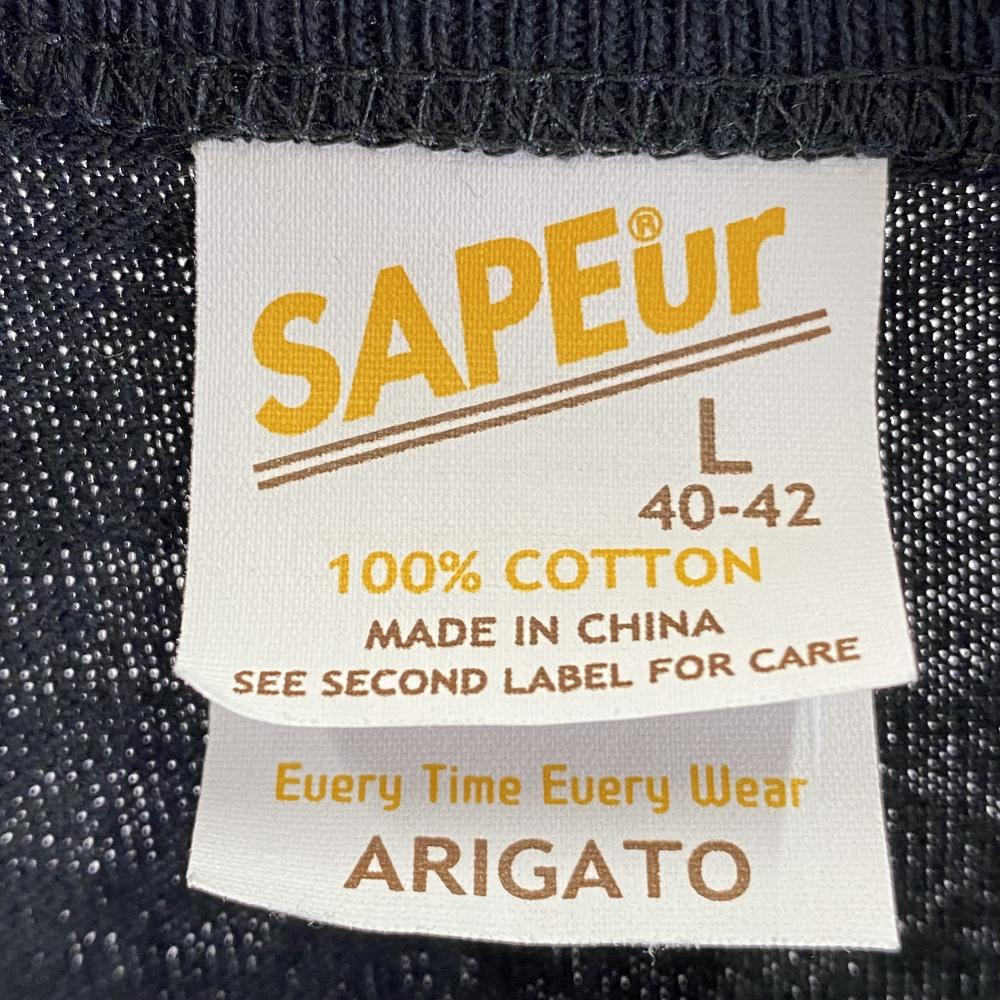 SAPEur®
L
40-42
100% COTTON
MADE IN CHINA
SEE SECOND LABEL FOR CARE
Every Time Every Wear
ARIGATO